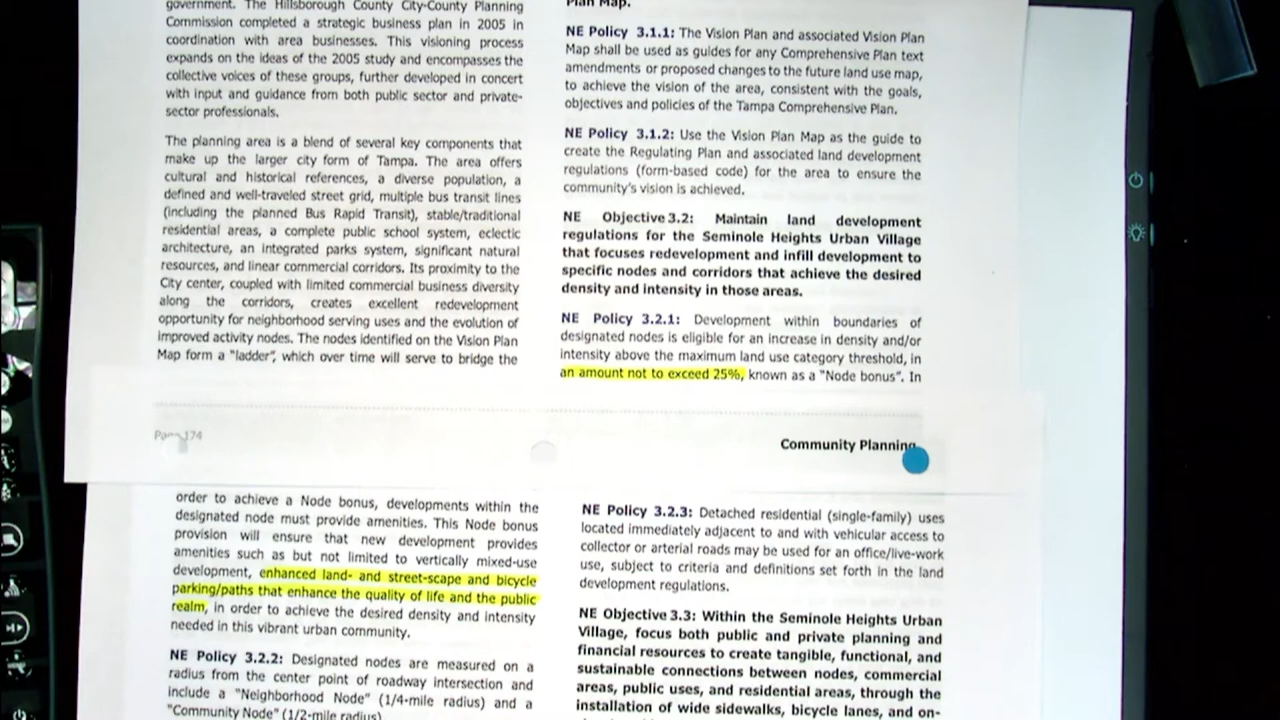 government. The Hillsborough County City-County Planning
Commission completed a strategic business plan in 2005 in
coordination with area businesses. This visioning process
expands on the ideas of the 2005 study and encompasses the
collective voices of these groups, further developed in concert
with input and guidance from both public sector and private-
sector professionals.
The planning area is a blend of several key components that
make up the larger city form of Tampa. The area offers
cultural and historical references, a diverse population, a
defined and well-traveled street grid, multiple bus transit lines
(including the planned Bus Rapid Transit), stable/traditional
residential areas, a complete public school system, eclectic
architecture, an integrated parks system, significant natural
resources, and linear commercial corridors. Its proximity to the
City center, coupled with limited commercial business diversity
along the corridors, creates excellent redevelopment
opportunity for neighborhood serving uses and the evolution of
improved activity nodes. The nodes identified on the Vision Plan
Map form a "ladder", which over time will serve to bridge the
Plan Map.
NE Policy 3.1.1: The Vision Plan and associated Vision Plan
Map shall be used as guides for any Comprehensive Plan text
amendments or proposed changes to the future land use map,
to achieve the vision of the area, consistent with the goals,
objectives and policies of the Tampa Comprehensive Plan.
NE Policy 3.1.2: Use the Vision Plan Map as the guide to
create the Regulating Plan and associated land development
regulations (form-based code) for the area to ensure the
community's vision is achieved.
NE Objective 3.2: Maintain land development
regulations for the Seminole Heights Urban Village
that focuses redevelopment and infill development to
specific nodes and corridors that achieve the desired
density and intensity in those areas.
NE Policy 3.2.1: Development within boundaries of
designated nodes is eligible for an increase in density and/or
intensity above the maximum land use category threshold, in
an amount not to exceed 25%, known as a "Node bonus". In
Page 174
Community Planning
order to achieve a Node bonus, developments within the
designated node must provide amenities. This Node bonus
provision will ensure that new development provides
amenities such as but not limited to vertically mixed-use
development, enhanced land- and street-scape and bicycle
parking/paths that enhance the quality of life and the public
realm, in order to achieve the desired density and intensity
needed in this vibrant urban community.
NE Policy 3.2.2: Designated nodes are measured on a
radius from the center point of roadway intersection and
include a "Neighborhood Node" (1/4-mile radius) and a
"Community Node" (1/2-mile radius)
NE Policy 3.2.3: Detached residential (single-family) uses
located immediately adjacent to and with vehicular access to
collector or arterial roads may be used for an office/live-work
use, subject to criteria and definitions set forth in the land
development regulations.
NE Objective 3.3: Within the Seminole Heights Urban
Village, focus both public and private planning and
financial resources to create tangible, functional, and
sustainable connections between nodes, commercial
areas, public uses, and residential areas, through the
installation of wide sidewalks, bicycle lanes, and on-